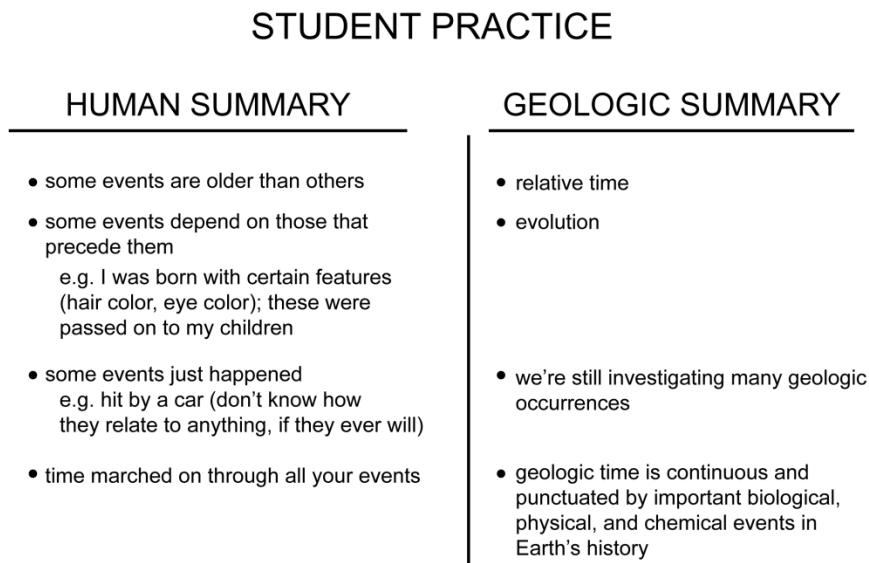 STUDENT PRACTICE
HUMAN SUMMARY
• some events are older than others
• some events depend on those that
precede them
e.g. I was born with certain features
(hair color, eye color); these were
passed on to my children
• some events just happened
e.g. hit by a car (don’t know how
they relate to anything, if they ever will)
• time marched on through all your events
GEOLOGIC SUMMARY
• relative time
• evolution
• we’re still investigating many geologic
occurrences
• geologic time is continuous and
punctuated by important biological,
physical, and chemical events in
Earth’s history